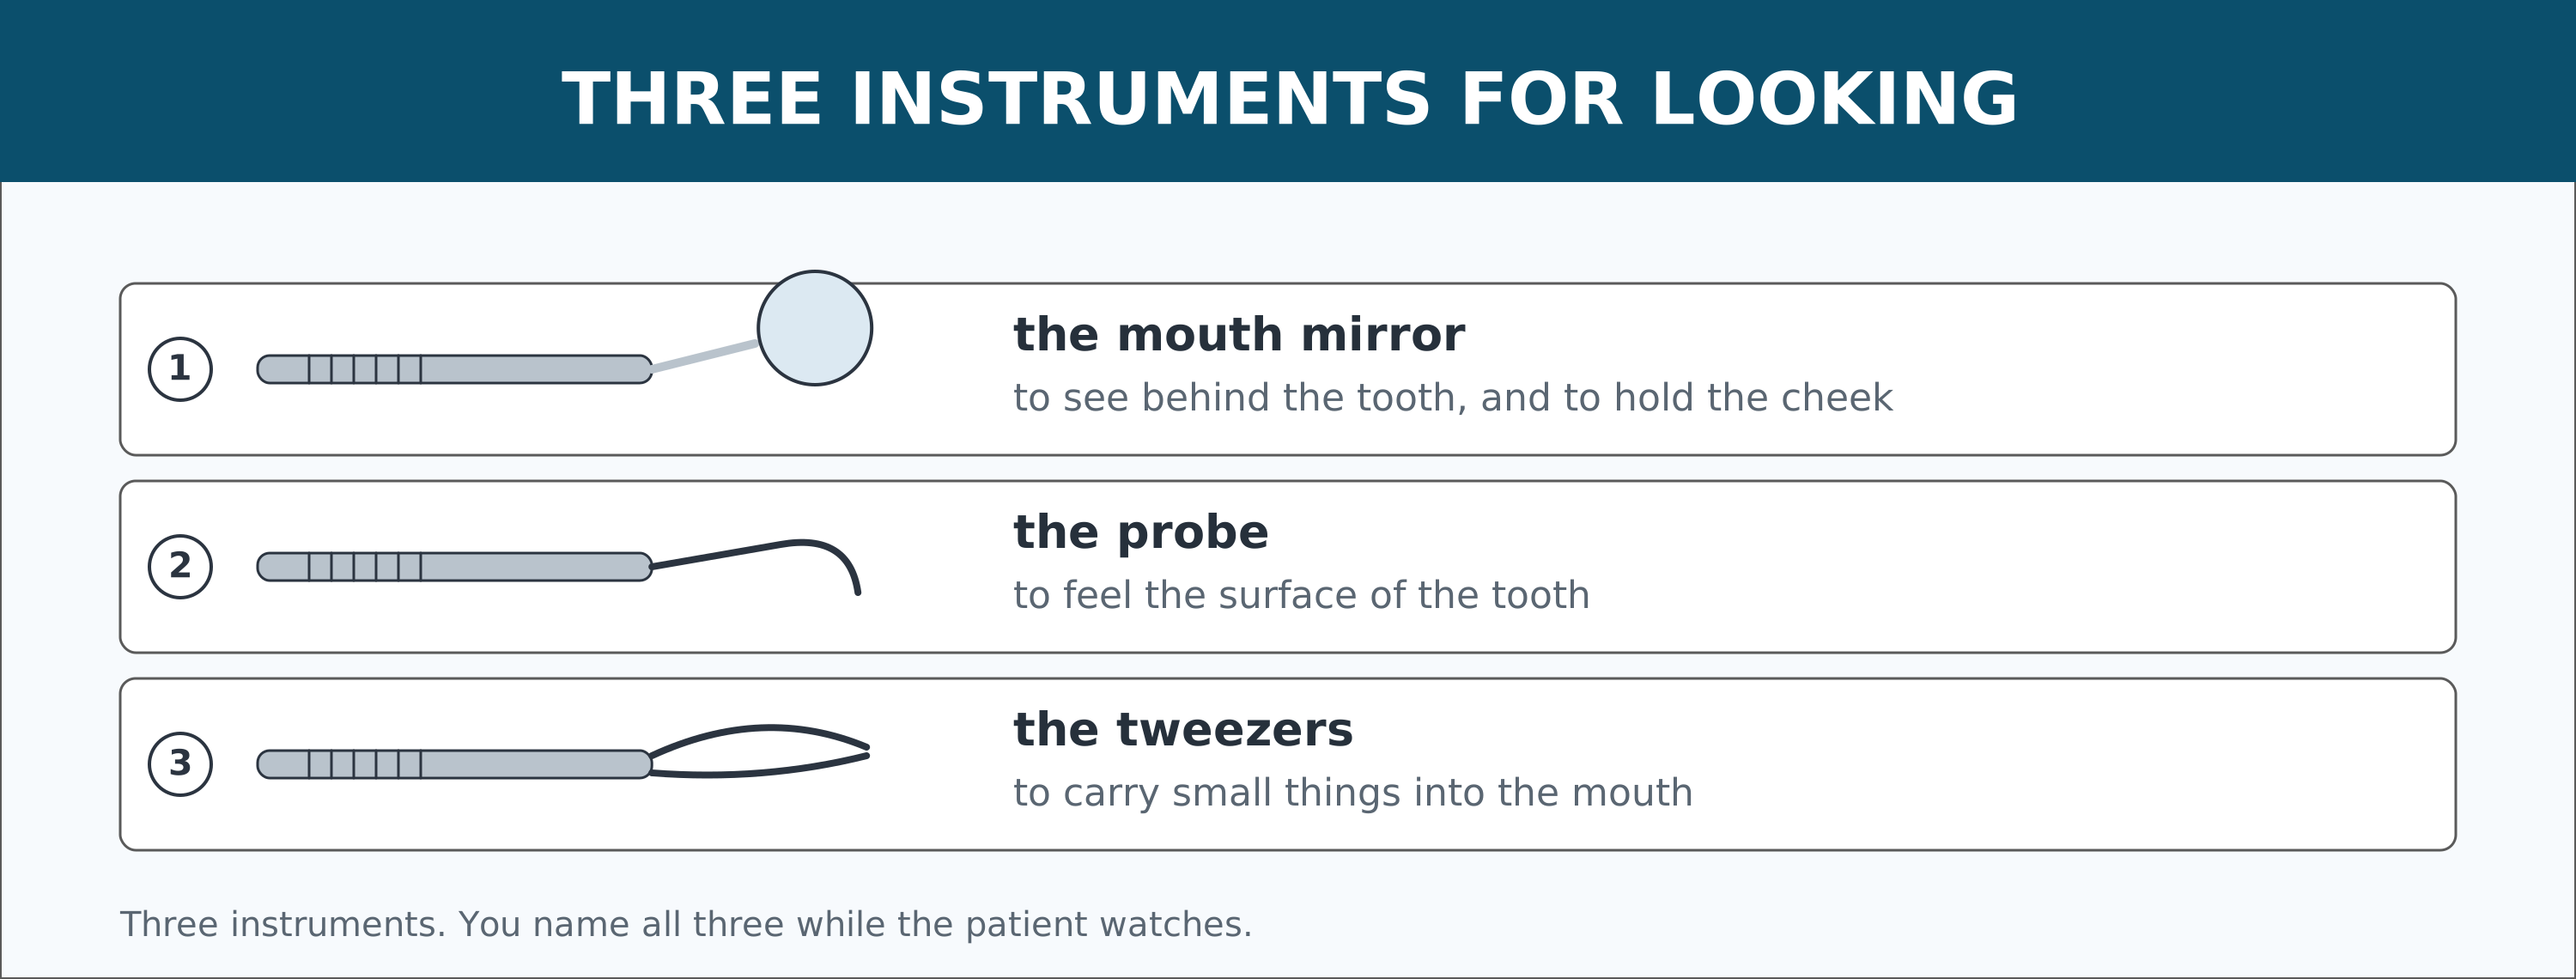 THREE INSTRUMENTS FOR LOOKING
1
the mouth mirror
to see behind the tooth, and to hold the cheek
2
the probe
to feel the surface of the tooth
3
the tweezers
to carry small things into the mouth
Three instruments. You name all three while the patient watches.